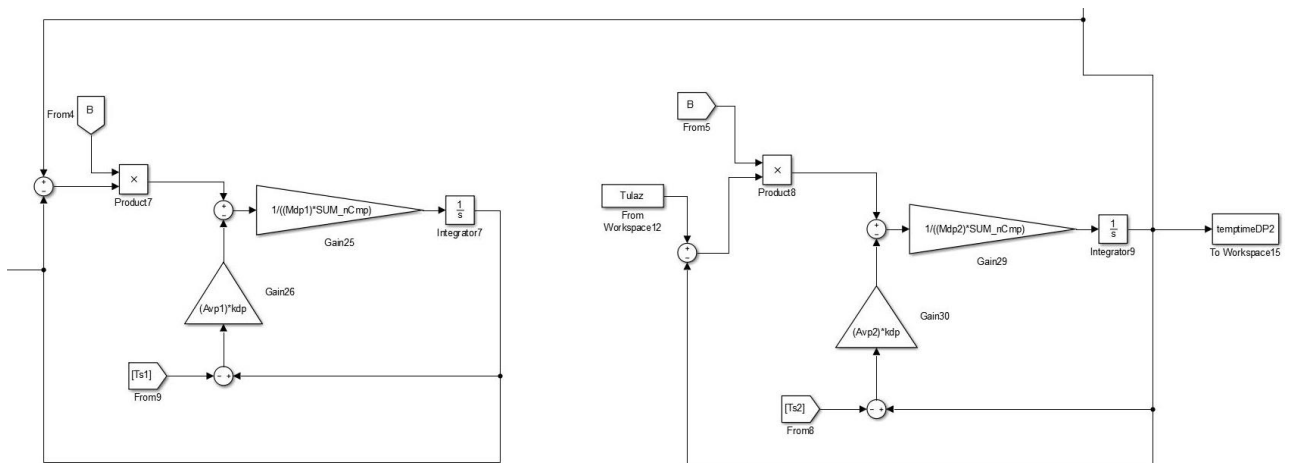 B
From4
×
Product7
+
−
+
−
1/((Mdp1)*SUM_nCmp)
Gain25
1
s
Integrator7
(Avp1)*kdp
Gain26
[Ts1]
From9
− +
B
From5
×
Product8
Tulaz
From
Workspace12
+
−
+
−
1/((Mdp2)*SUM_nCmp)
Gain29
1
s
Integrator9
temptimeDP2
To Workspace15
(Avp2)*kdp
Gain30
[Ts2]
From8
− +